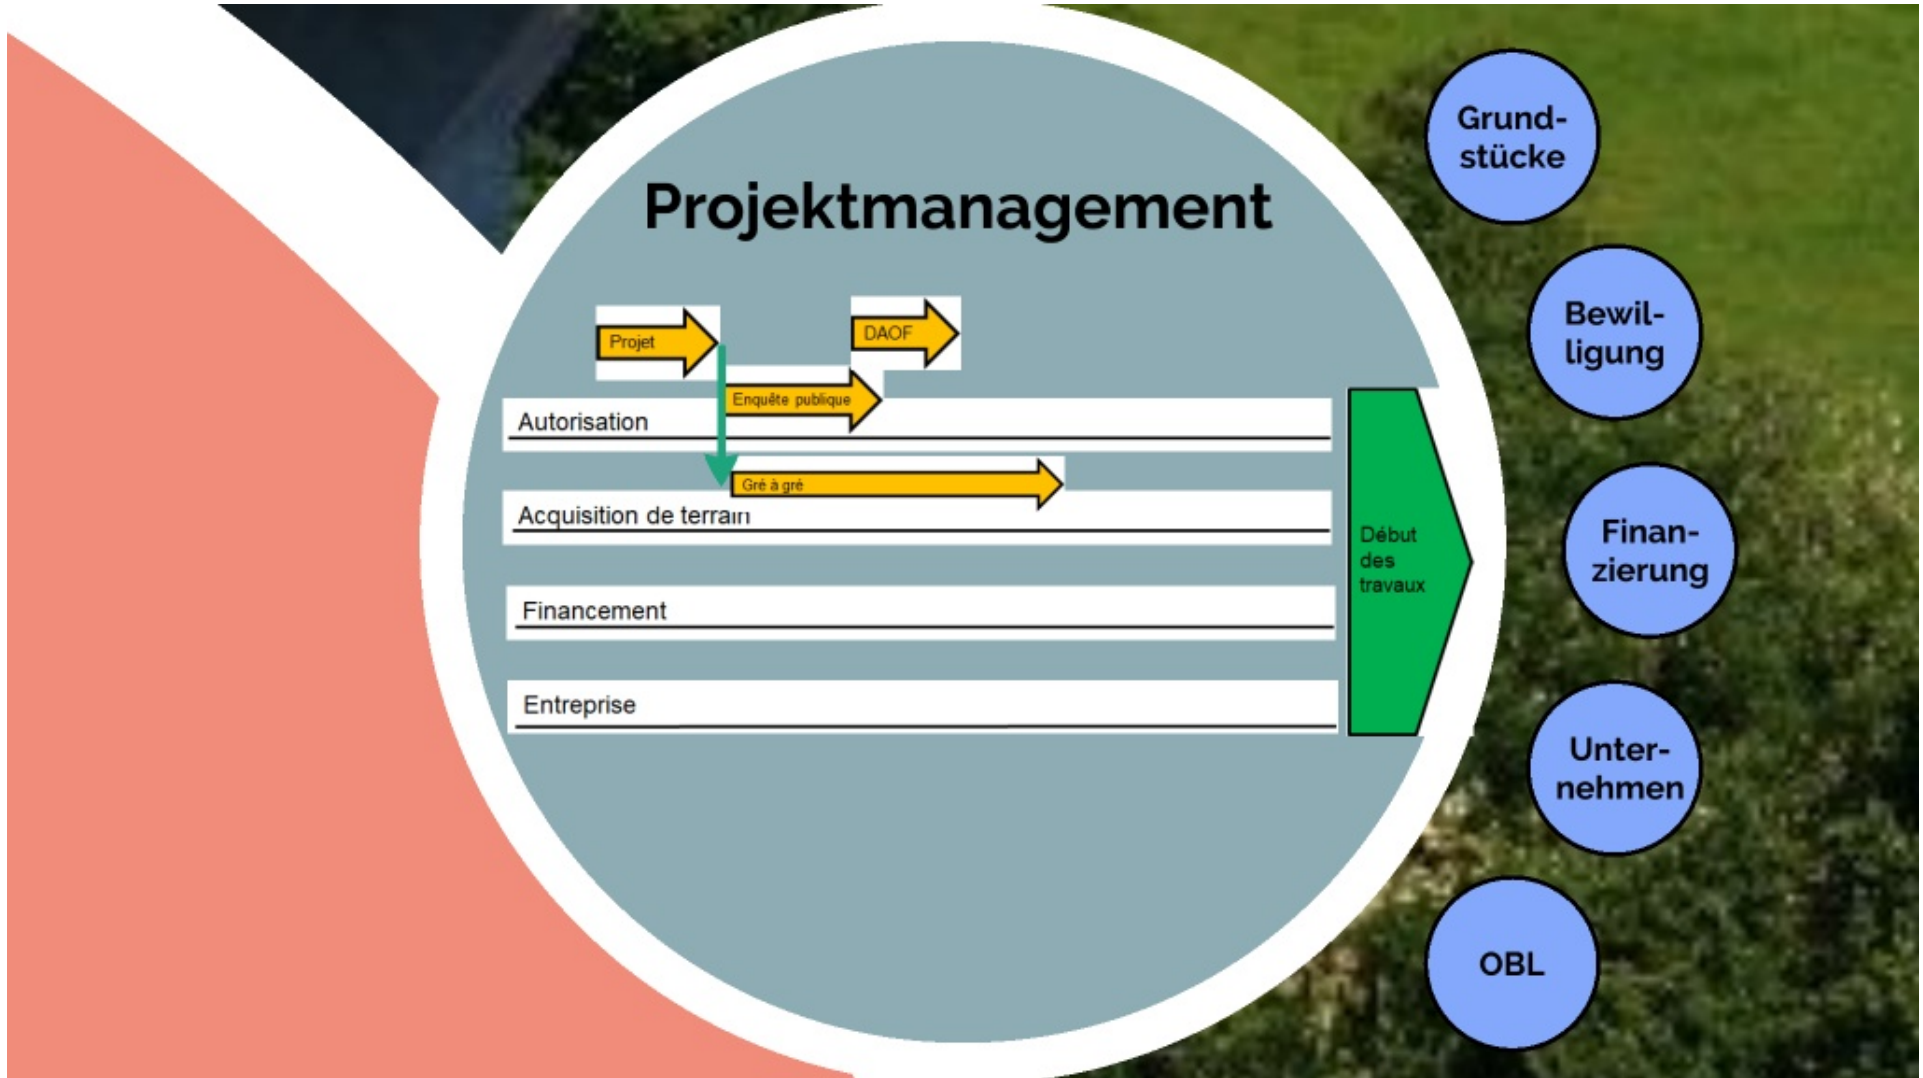 Projektmanagement
Projet
DAOF
Enquête publique
Autorisation
Gré à gré
Acquisition de terrain
Financement
Entreprise
Début
des
travaux
Grund-
stücke
Bewil-
ligung
Finan-
zierung
Unter-
nehmen
OBL